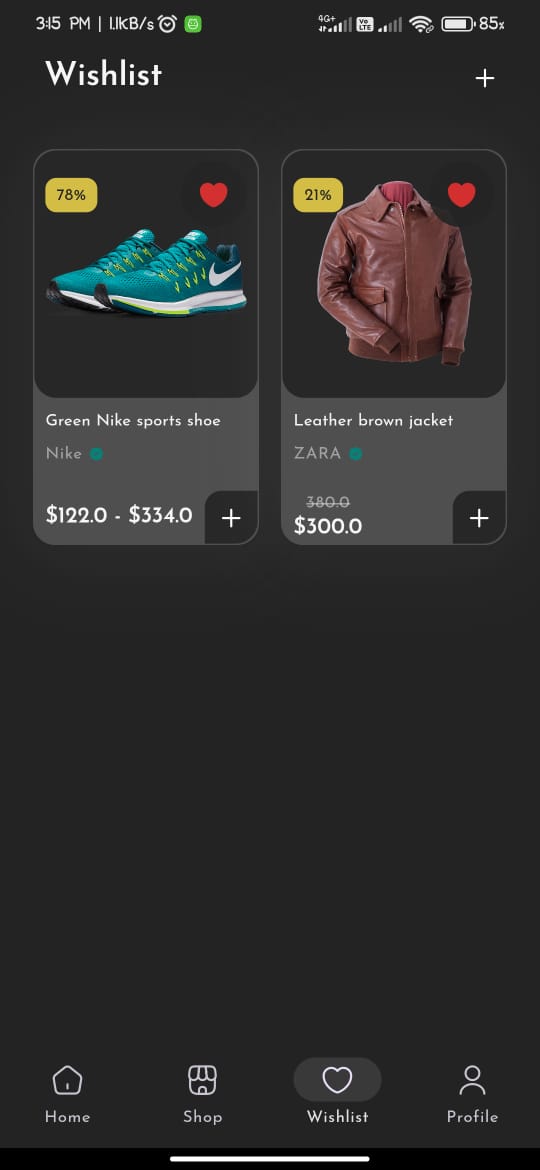 3:15 PM | 1.1KB/s
4G+
Vo
LTE
85%
Wishlist
78%
21%
Green Nike sports shoe
Leather brown jacket
Nike
ZARA
$122.0 - $334.0
380.0
$300.0
Home
Shop
Wishlist
Profile